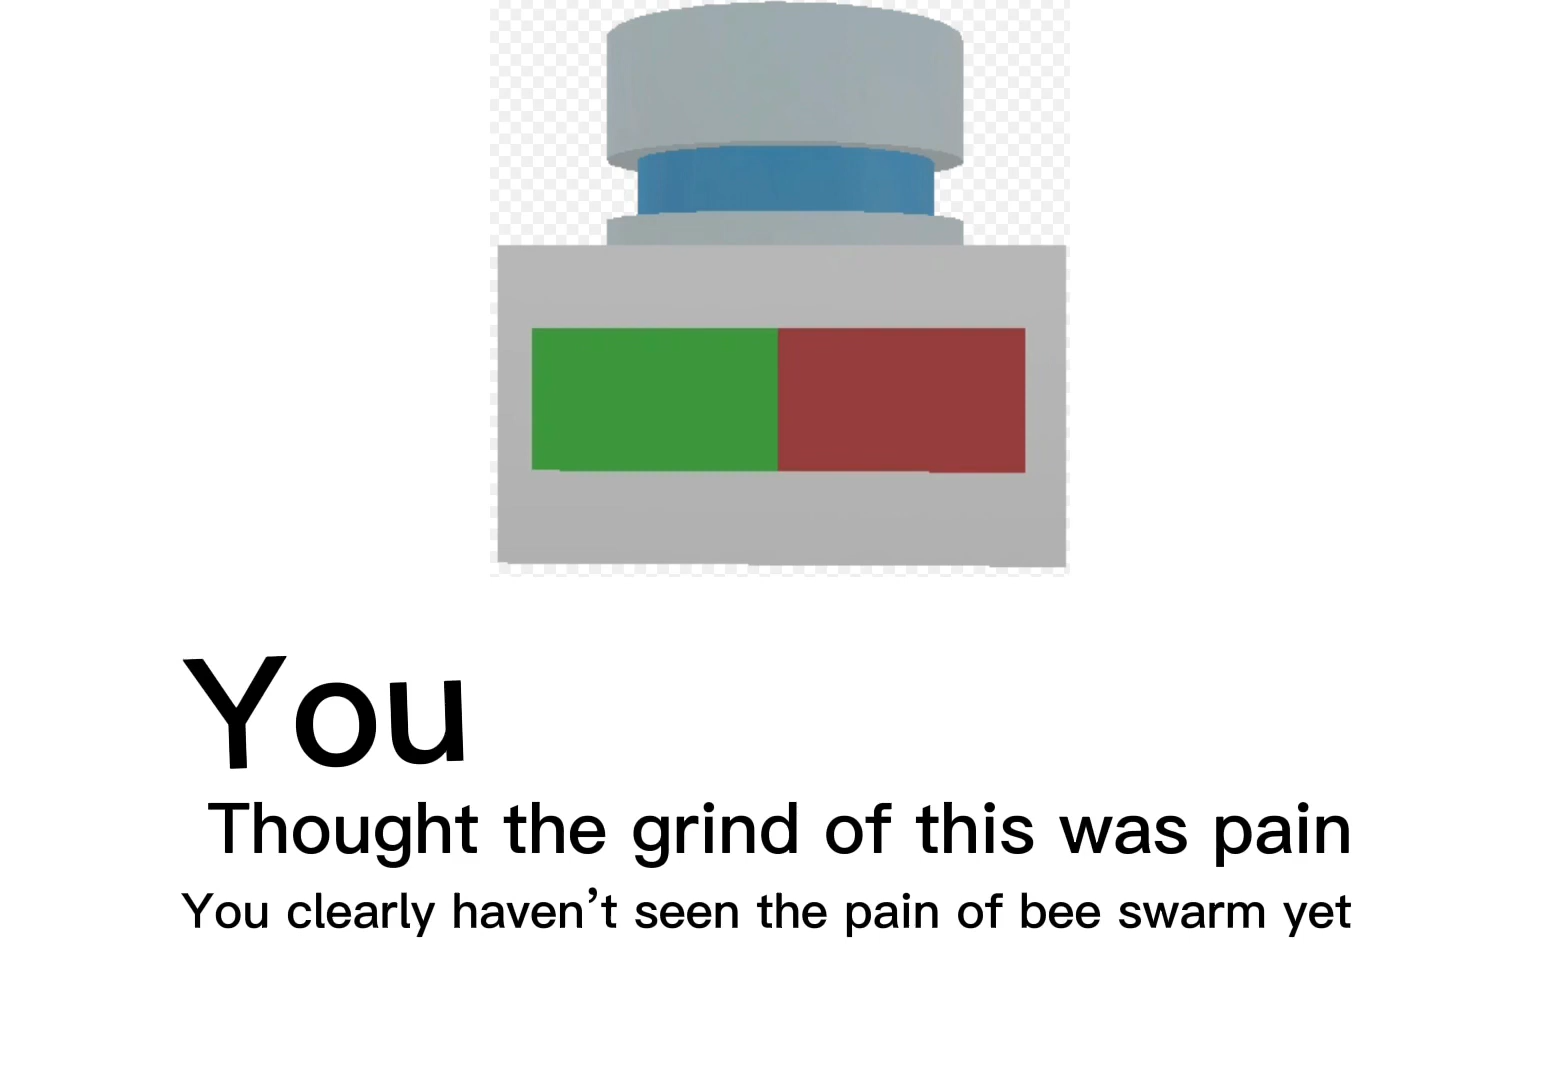 You
Thought the grind of this was pain
You clearly haven’t seen the pain of bee swarm yet